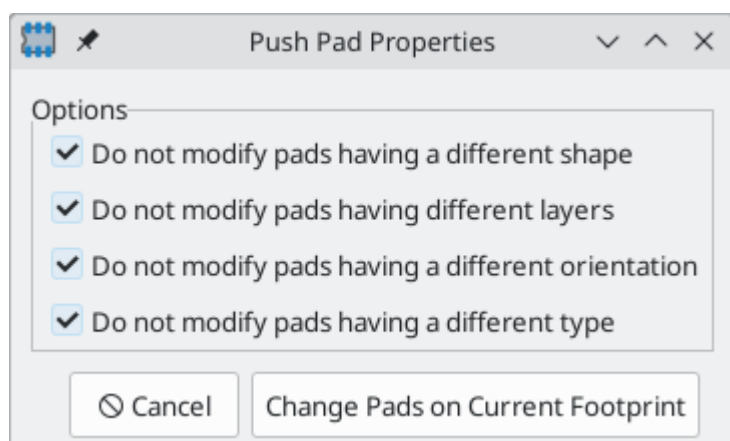 Push Pad Properties
Options
Do not modify pads having a different shape
Do not modify pads having different layers
Do not modify pads having a different orientation
Do not modify pads having a different type
Cancel
Change Pads on Current Footprint